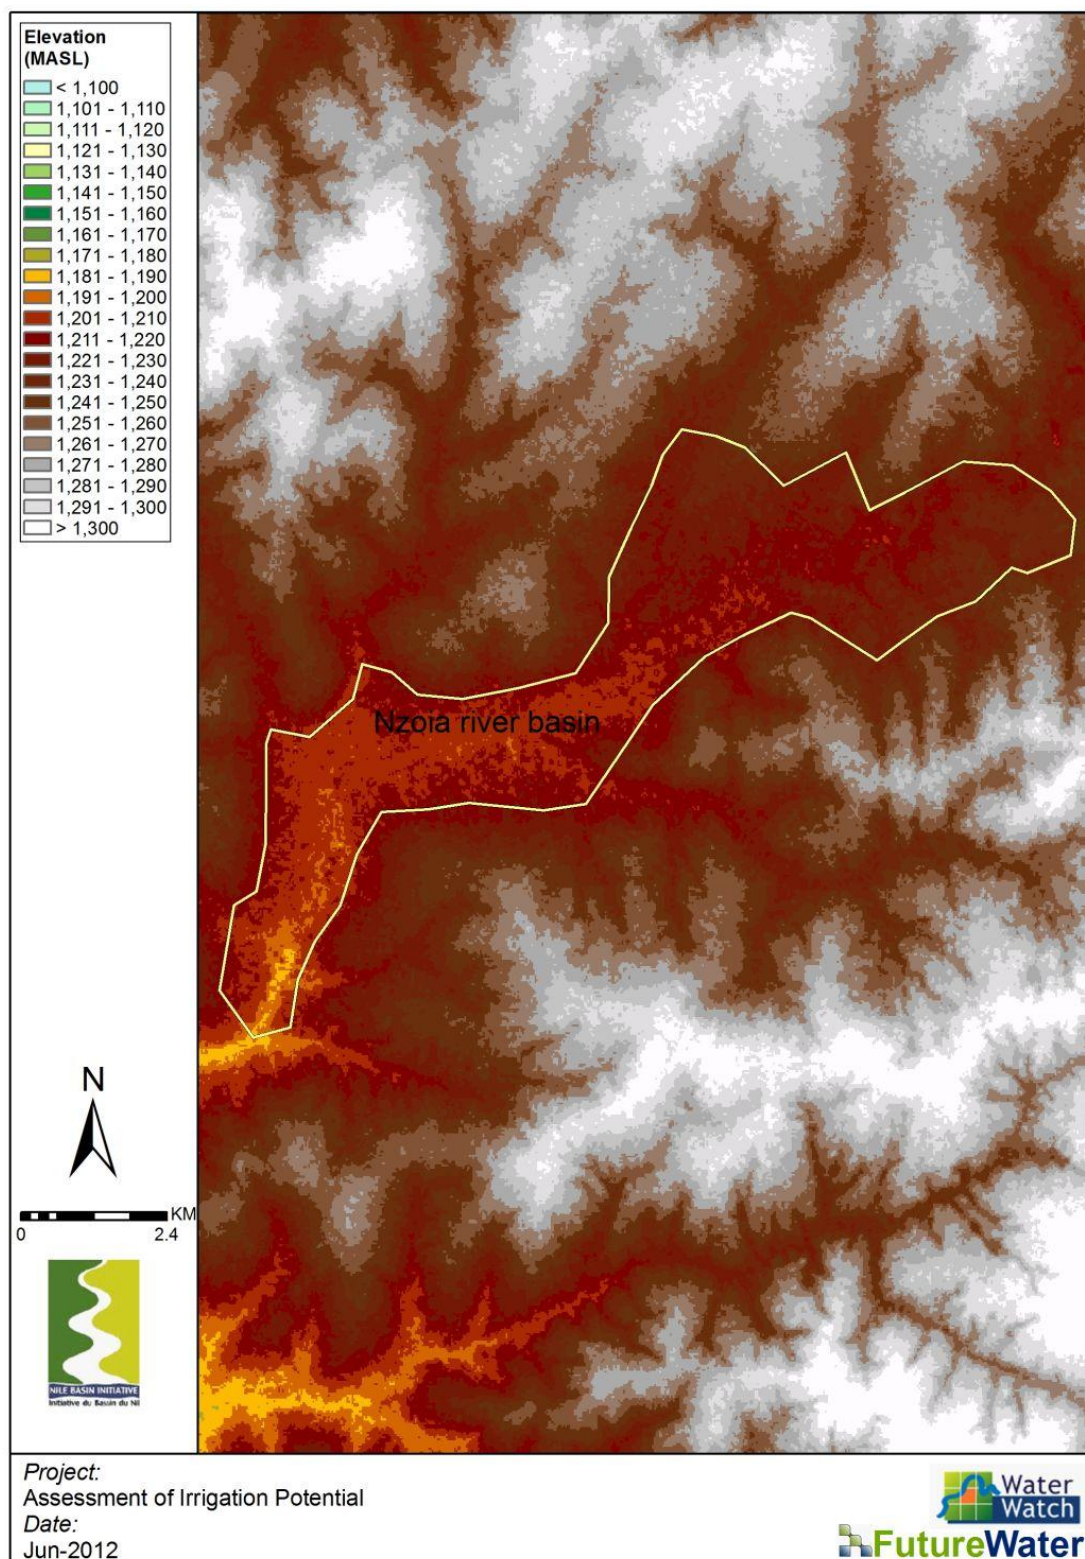 Elevation
(MASL)
< 1,100
1,101 - 1,110
1,111 - 1,120
1,121 - 1,130
1,131 - 1,140
1,141 - 1,150
1,151 - 1,160
1,161 - 1,170
1,171 - 1,180
1,181 - 1,190
1,191 - 1,200
1,201 - 1,210
1,211 - 1,220
1,221 - 1,230
1,231 - 1,240
1,241 - 1,250
1,251 - 1,260
1,261 - 1,270
1,271 - 1,280
1,281 - 1,290
1,291 - 1,300
> 1,300
Nzoia river basin
N
KM
0 2.4
NILE BASIN INITIATIVE
Initiative du Bassin du Nil
Project:
Assessment of Irrigation Potential
Date:
Jun-2012
Water
Watch
FutureWater